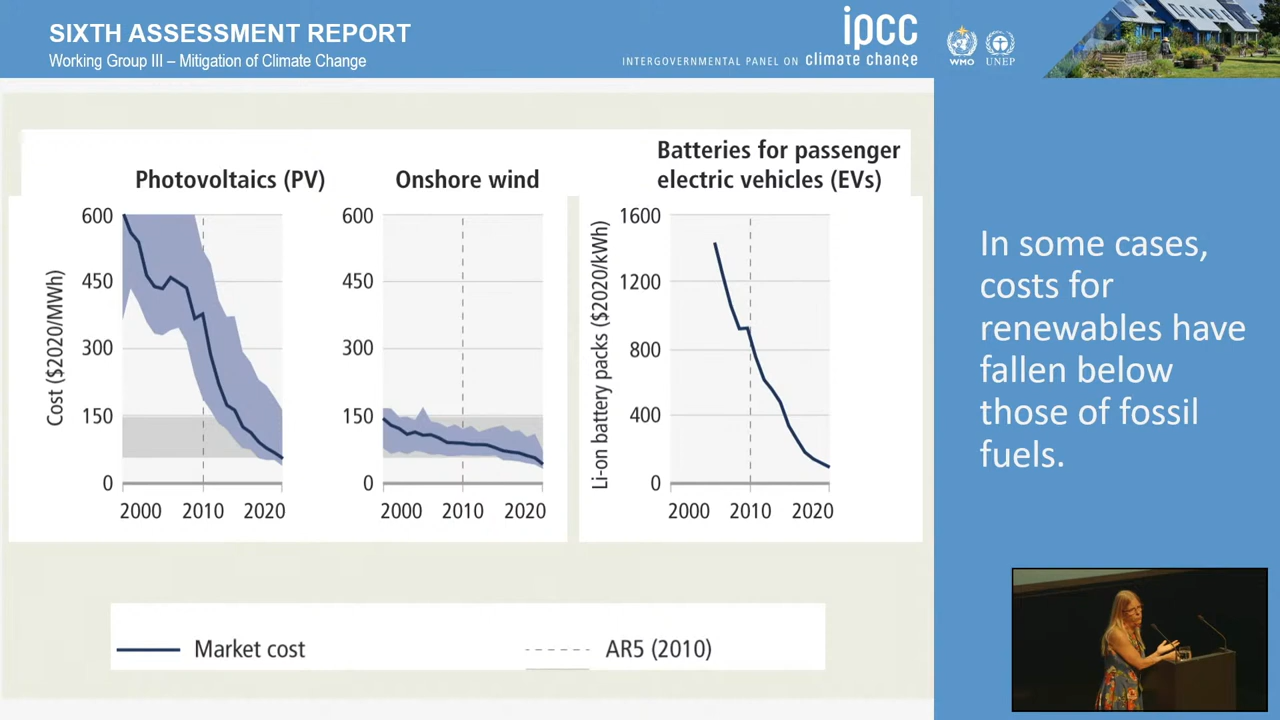 SIXTH ASSESSMENT REPORT
Working Group III – Mitigation of Climate Change
INTERGOVERNMENTAL PANEL ON
ipcc
climate change
WMO
UNEP
Photovoltaics (PV)
Cost ($2020/MWh)
600
450
300
150
0
2000 2010 2020
Onshore wind
600
450
300
150
0
2000 2010 2020
Batteries for passenger
electric vehicles (EVs)
Li-on battery packs ($2020/kWh)
1600
1200
800
400
0
2000 2010 2020
Market cost
AR5 (2010)
In some cases,
costs for
renewables have
fallen below
those of fossil
fuels.